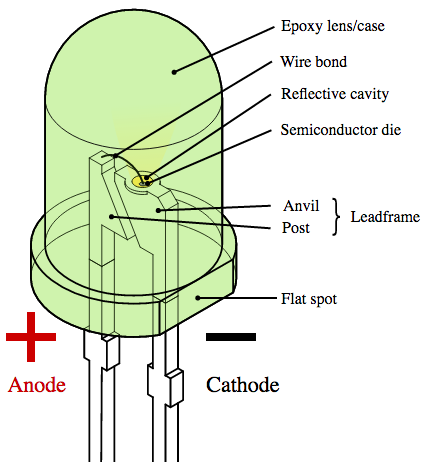 Epoxy lens/case
Wire bond
Reflective cavity
Semiconductor die
Anvil
Post
Leadframe
Flat spot
Anode
Cathode